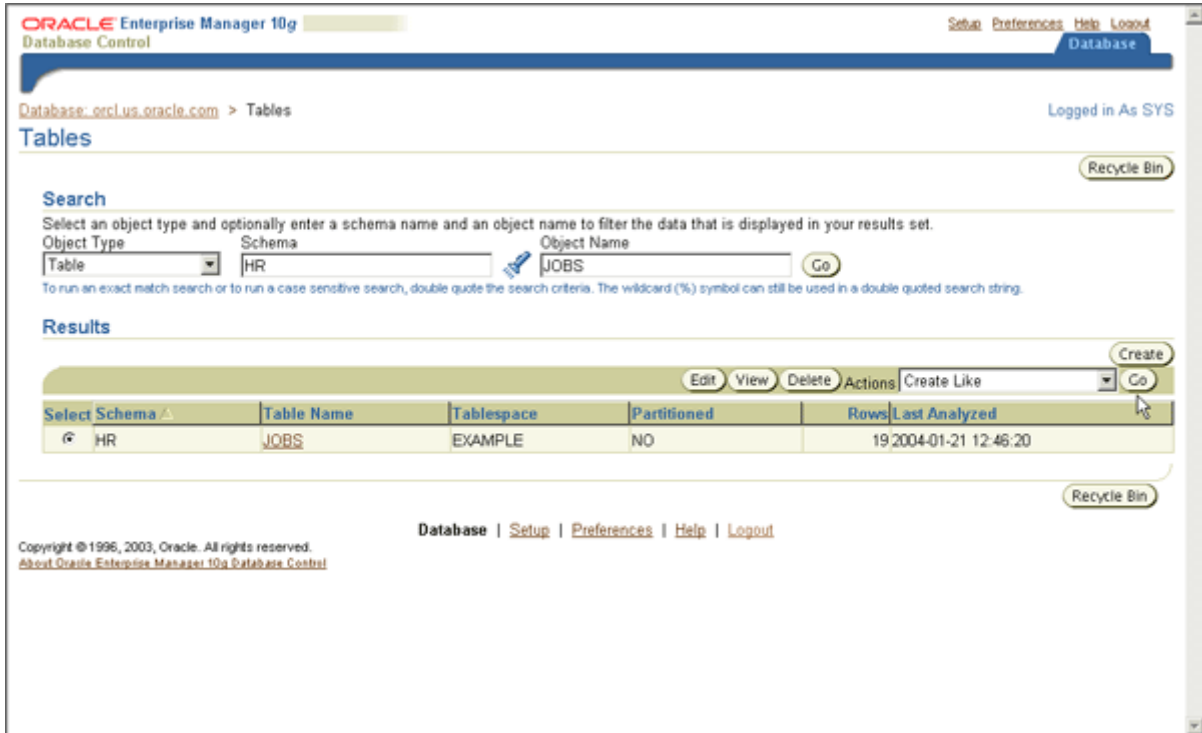 ORACLE Enterprise Manager 10g
Database Control
Setup Preferences Help Logout
Database
Database: orcl.us.oracle.com > Tables
Logged in As SYS
Tables
Recycle Bin
Search
Select an object type and optionally enter a schema name and an object name to filter the data that is displayed in your results set.
Object Type Schema Object Name
Table HR JOBS Go
To run an exact match search or to run a case sensitive search, double quote the search criteria. The wildcard (%) symbol can still be used in a double quoted search string.
Results
Create
Edit View Delete Actions Create Like Go
Select Schema Table Name Tablespace Partitioned Rows Last Analyzed
HR JOBS EXAMPLE NO 19 2004-01-21 12:46:20
Recycle Bin
Database | Setup | Preferences | Help | Logout
Copyright © 1996, 2003, Oracle. All rights reserved.
About Oracle Enterprise Manager 10g Database Control